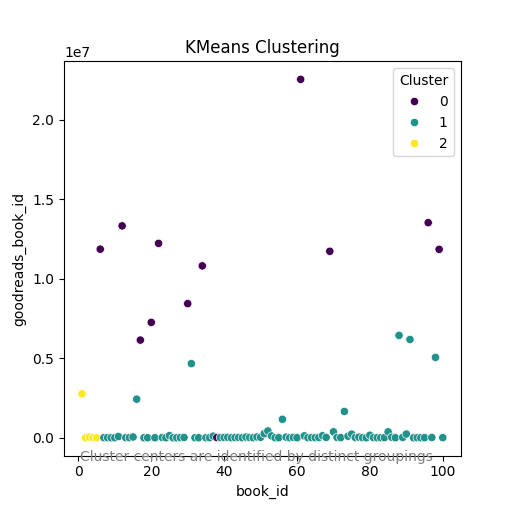 KMeans Clustering
1e7
Cluster
0
1
2
2.0
1.5
1.0
0.5
0.0
goodreads_book_id
0 20 40 60 80 100
Cluster centers are identified by distinct groupings
book_id